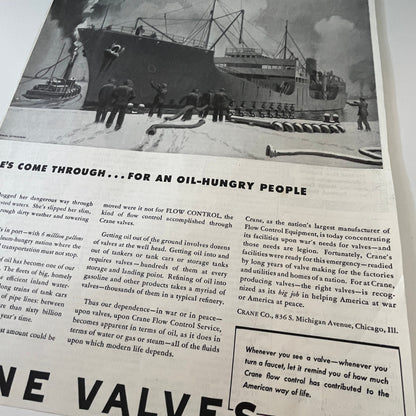 E'S COME THROUGH... FOR AN OIL-HUNGRY PEOPLE
ogged her dangerous way through
ood waters. She's slipped her slim,
rough dirty weather and towering
in port—with 6 million gallons
lean-hungry nation where the
transportation must not stop.
of oil has become one of our
s. The fleets of big, homely
efficient inland water-
long trains of tank cars
of pipe lines: between
re than sixty billion
year's time.
at amount could be
moved were it not for FLOW CONTROL, the
kind of flow control accomplished through
Crane valves.
Getting oil out of the ground involves dozens
of valves at the well head. Getting oil into and
out of tankers or tank cars or storage tanks
requires valves—hundreds of them at every
storage and landing point. Refining of oil into
gasoline and other products takes a myriad of
valves—thousands of them in a typical refinery.
Thus our dependence—in war or in peace—
upon valves, upon Crane Flow Control Service,
becomes apparent in terms of oil, as it does in
terms of water or gas or steam—all of the fluids
upon which modern life depends.
Crane, as the nation's largest manufacturer of
Flow Control Equipment, is today concentrating
its facilities upon war's needs for valves—and
those needs are legion. Fortunately, Crane's
facilities were ready for this emergency—readied
by long years of valve making for the factories
and utilities and homes of a nation. For at Crane,
producing valves—the right valves—is recog-
nized as its big job in helping America at war
or America at peace.
CRANE CO., 836 S. Michigan Avenue, Chicago, Ill.
Whenever you see a valve—whenever you
turn a faucet, let it remind you of how much
Crane flow control has contributed to the
American way of life.
NE VALVES